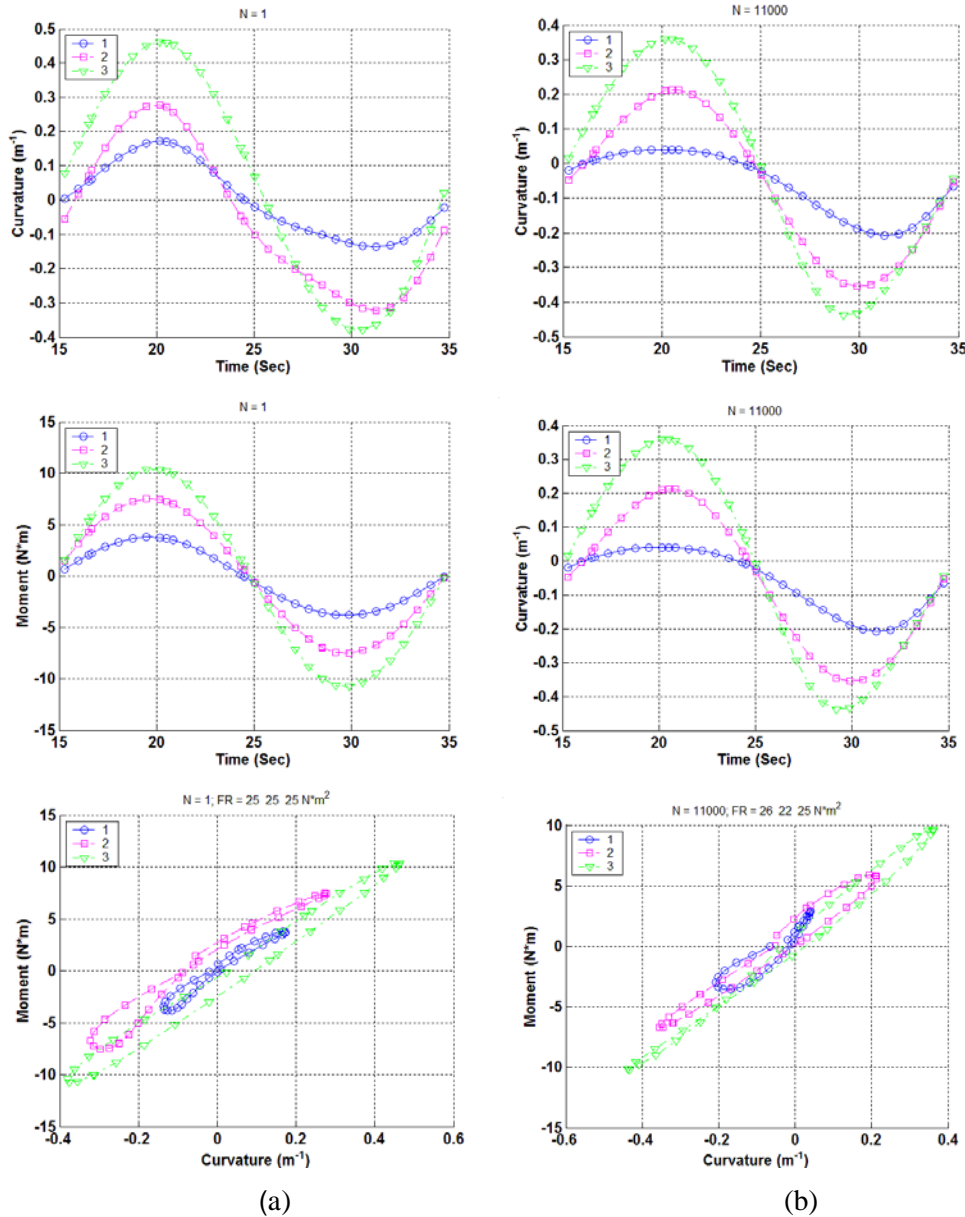 N = 1
0.5
0.4
0.3
0.2
0.1
0
-0.1
-0.2
-0.3
-0.4
Curvature (m⁻¹)
1
2
3
15 20 25 30 35
Time (Sec)
N = 11000
0.4
0.3
0.2
0.1
0
-0.1
-0.2
-0.3
-0.4
-0.5
Curvature (m⁻¹)
1
2
3
15 20 25 30 35
Time (Sec)
N = 1
15
10
5
0
-5
-10
-15
Moment (N*m)
1
2
3
15 20 25 30 35
Time (Sec)
N = 11000
0.4
0.3
0.2
0.1
0
-0.1
-0.2
-0.3
-0.4
-0.5
Curvature (m⁻¹)
1
2
3
15 20 25 30 35
Time (Sec)
N = 1; FR = 25 25 25 N*m²
15
10
5
0
-5
-10
-15
Moment (N*m)
1
2
3
-0.4 -0.2 0 0.2 0.4 0.6
Curvature (m⁻¹)
N = 11000; FR = 26 22 25 N*m²
10
5
0
-5
-10
-15
Moment (N*m)
1
2
3
-0.6 -0.4 -0.2 0 0.2 0.4
Curvature (m⁻¹)
(a)
(b)